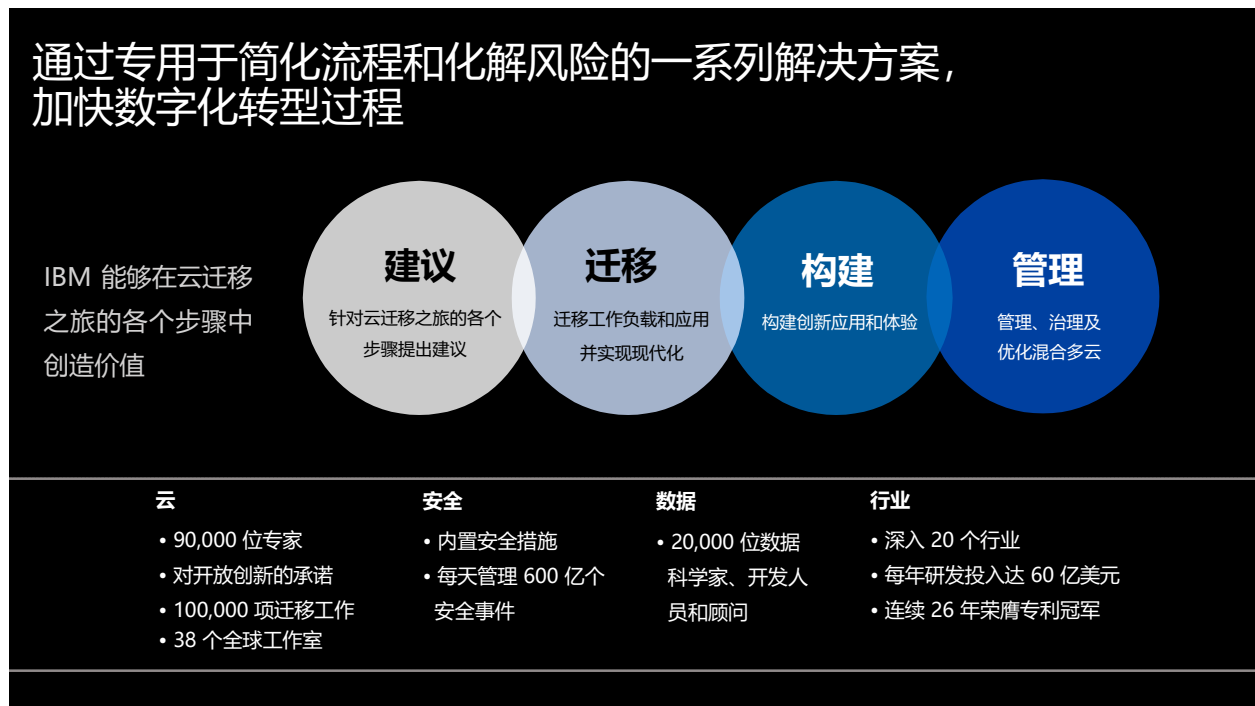 通过专用于简化流程和化解风险的一系列解决方案，
加快数字化转型过程
IBM 能够在云迁移
之旅的各个步骤中
创造价值
建议
针对云迁移之旅的各个
步骤提出建议
迁移
迁移工作负载和应用
并实现现代化
构建
构建创新应用和体验
管理
管理、治理及
优化混合多云
云
• 90,000 位专家
• 对开放创新的承诺
• 100,000 项迁移工作
• 38 个全球工作室
安全
• 内置安全措施
• 每天管理 600 亿个
安全事件
数据
• 20,000 位数据
科学家、开发人
员和顾问
行业
• 深入 20 个行业
• 每年研发投入达 60 亿美元
• 连续 26 年荣膺专利冠军